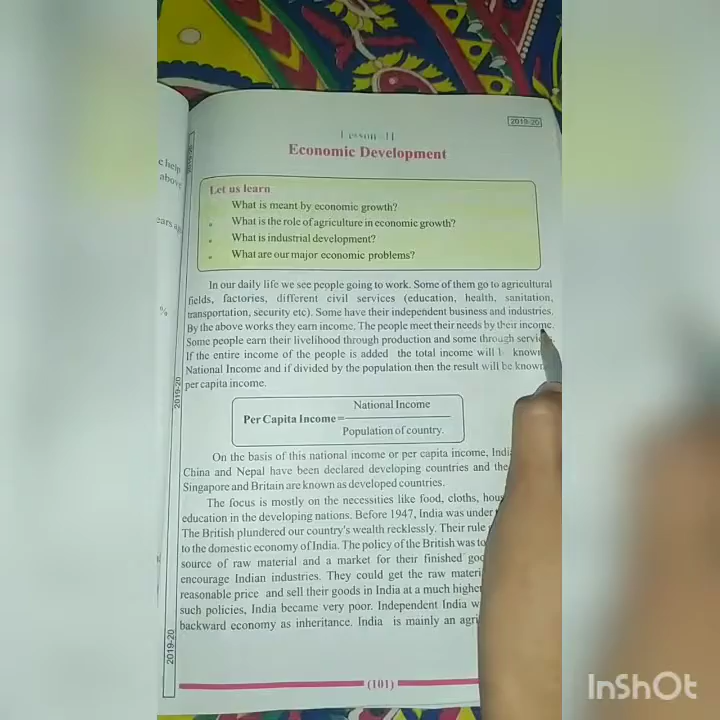 2019-20
Lesson -11
Economic Development
Let us learn
What is meant by economic growth?
What is the role of agriculture in economic growth?
What is industrial development?
What are our major economic problems?
In our daily life we see people going to work. Some of them go to agricultural
fields, factories, different civil services (education, health, sanitation,
transportation, security etc). Some have their independent business and industries.
By the above works they earn income. The people meet their needs by their income.
Some people earn their livelihood through production and some through
If the entire income of the people is added the total income will
National Income and if divided by the population then the result will be known
per capita income.
Per Capita Income =
National Income
Population of country.
On the basis of this national income or per capita income,
China and Nepal have been declared developing countries and the
Singapore and Britain are known as developed countries.
The focus is mostly on the necessities like food, cloths,
education in the developing nations. Before 1947, India was under
The British plundered our country's wealth recklessly. Their rule
to the domestic economy of India. The policy of the British was to
source of raw material and a market for their finished
encourage Indian industries. They could get the raw
reasonable price and sell their goods in India at a much higher
such policies, India became very poor. Independent India
backward economy as inheritance. India is mainly an
(101)
2019-20
2019-20
e help
above
%
InShOt